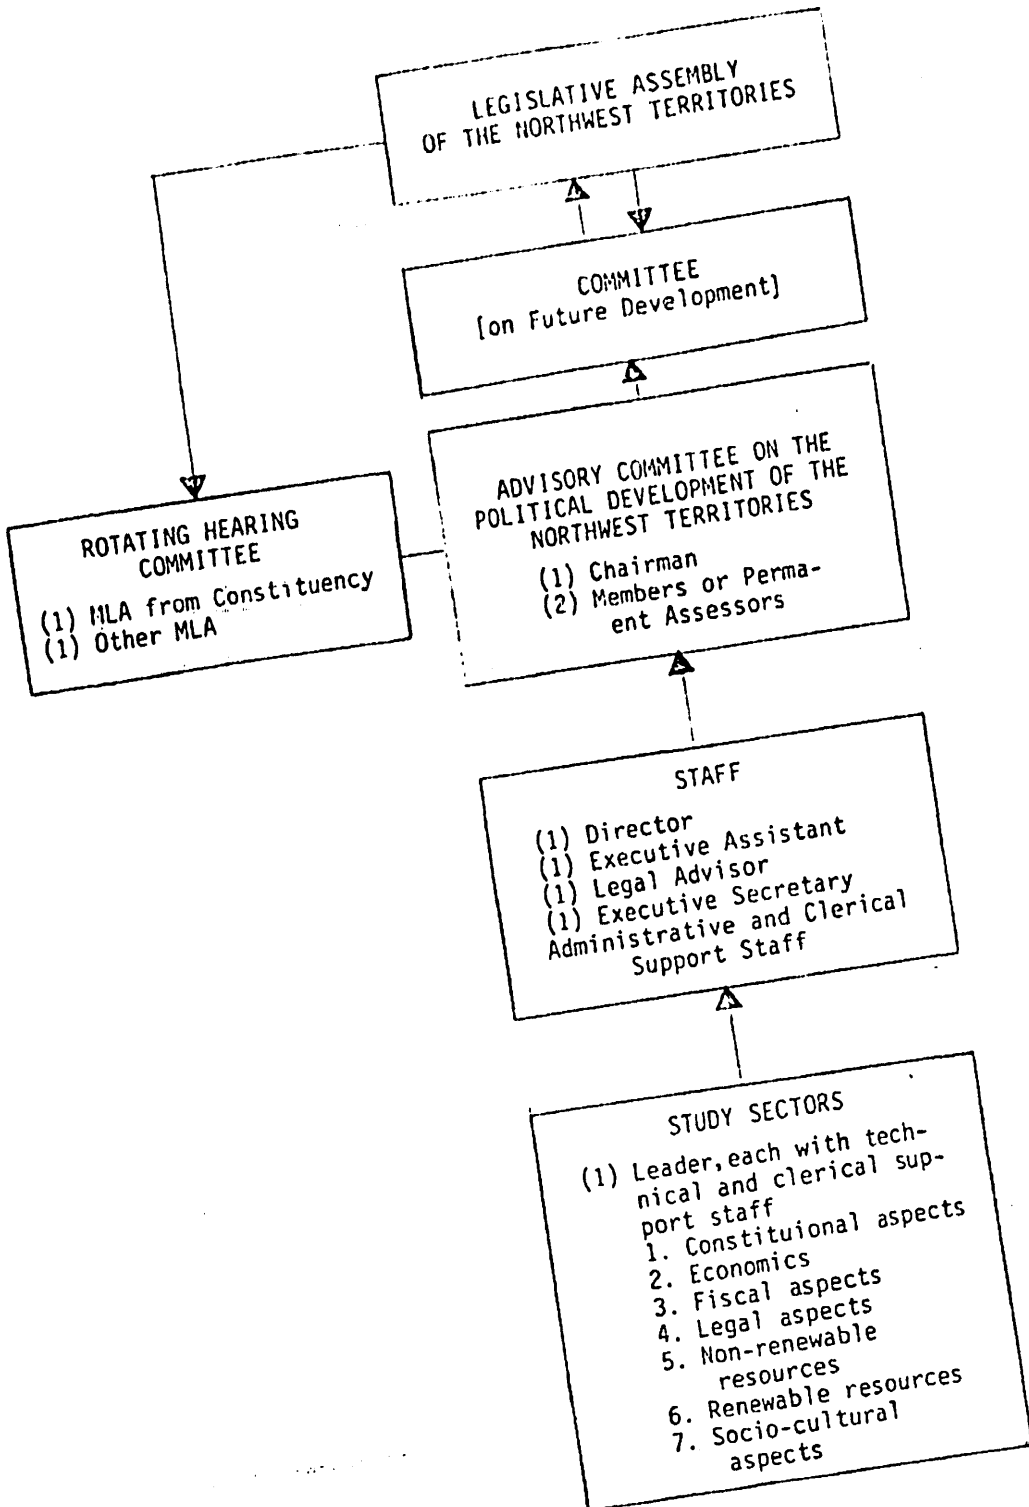 LEGISLATIVE ASSEMBLY
OF THE NORTHWEST TERRITORIES
COMMITTEE
[on Future Development]
ADVISORY COMMITTEE ON THE
POLITICAL DEVELOPMENT OF THE
NORTHWEST TERRITORIES
(1) Chairman
(2) Members or Perma-
ent Assessors
ROTATING HEARING
COMMITTEE
(1) MLA from Constituency
(1) Other MLA
STAFF
(1) Director
(1) Executive Assistant
(1) Legal Advisor
(1) Executive Secretary
Administrative and Clerical
Support Staff
STUDY SECTORS
(1) Leader, each with tech-
nical and clerical sup-
port staff
1. Constituional aspects
2. Economics
3. Fiscal aspects
4. Legal aspects
5. Non-renewable
resources
6. Renewable resources
7. Socio-cultural
aspects